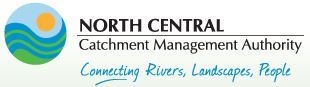 NORTH CENTRAL
Catchment Management Authority
Connecting Rivers, Landscapes, People